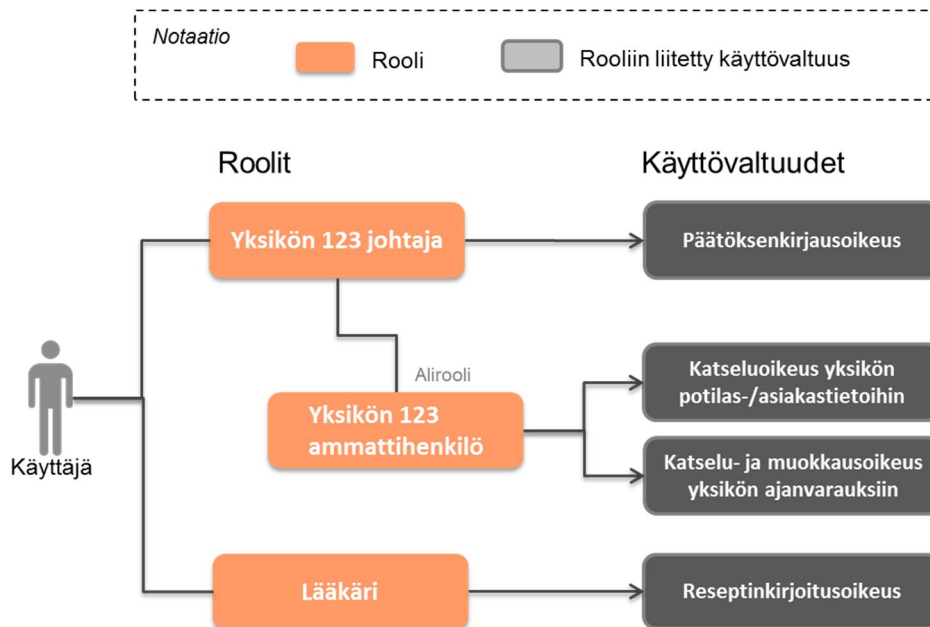 Notaatio
Rooli
Rooliin liitetty käyttövaltuus
Roolit
Käyttövaltuudet
Yksikön 123 johtaja
Päätöksenkirjausoikeus
Alirooli
Katseluoikeus yksikön
potilas-/asiakastietoihin
Yksikön 123
ammattihenkilö
Käyttäjä
Katselu- ja muokkausoikeus
yksikön ajanvarauksiin
Lääkäri
Reseptinkirjoitusoikeus